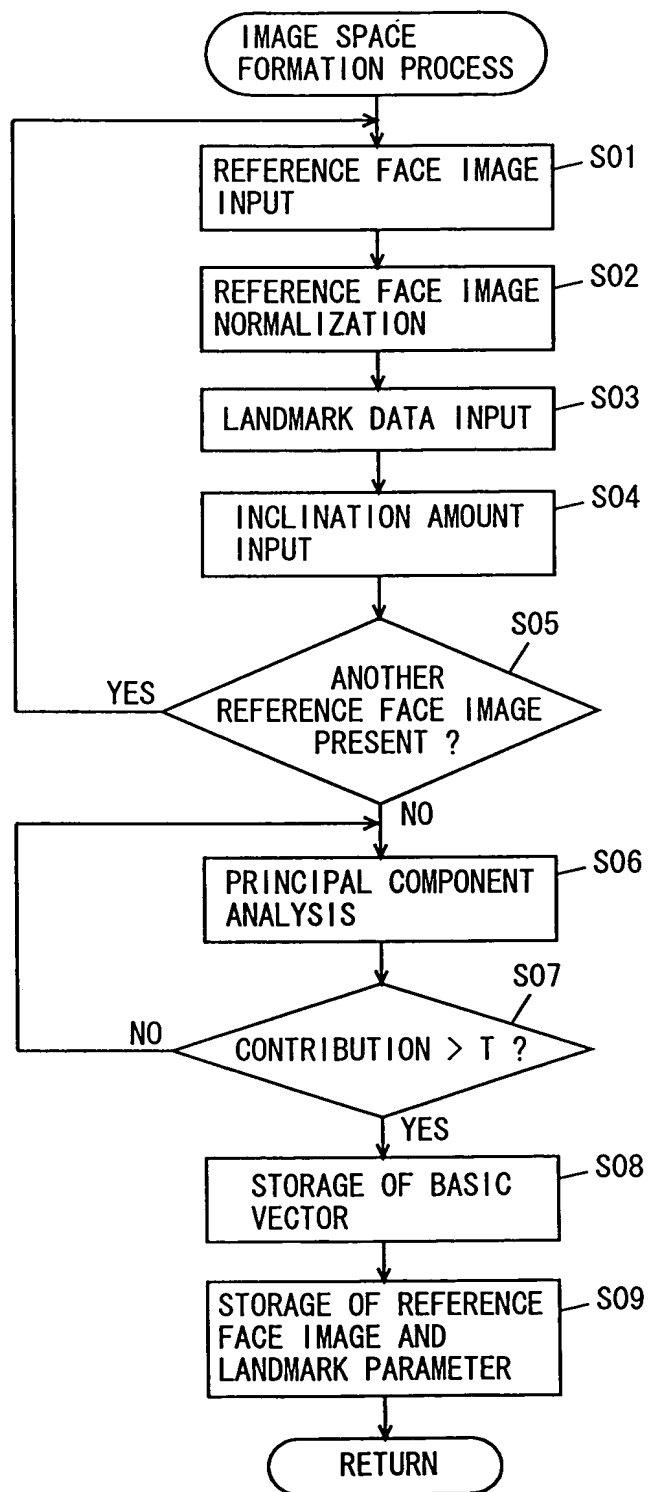 IMAGE SPACE
FORMATION PROCESS
REFERENCE FACE IMAGE
INPUT
S01
REFERENCE FACE IMAGE
NORMALIZATION
S02
LANDMARK DATA INPUT
S03
INCLINATION AMOUNT
INPUT
S04
S05
YES
ANOTHER
REFERENCE FACE IMAGE
PRESENT ?
NO
PRINCIPAL COMPONENT
ANALYSIS
S06
S07
NO
CONTRIBUTION > T ?
YES
STORAGE OF BASIC
VECTOR
S08
STORAGE OF REFERENCE
FACE IMAGE AND
LANDMARK PARAMETER
S09
RETURN